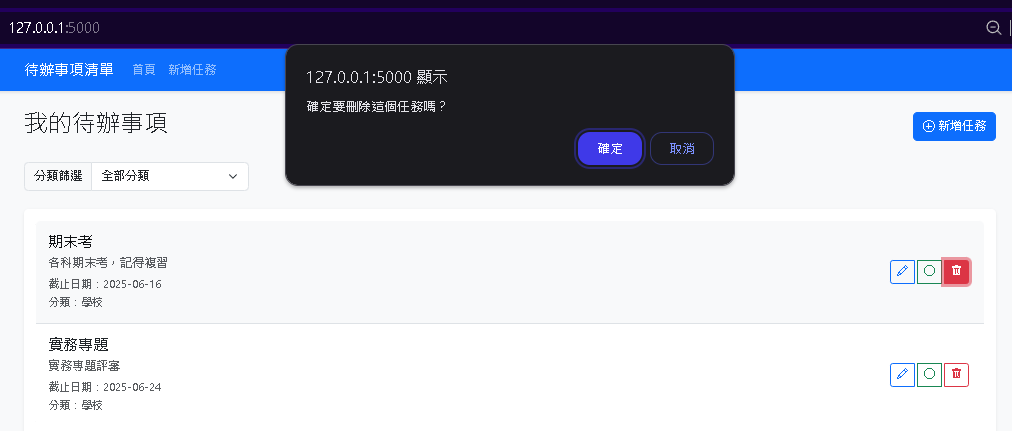 127.0.0.1:5000
待辦事項清單 首頁 新增任務
127.0.0.1:5000 顯示
確定要刪除這個任務嗎？
確定 取消
我的待辦事項
新增任務
分類篩選 全部分類
期末考
各科期末考，記得複習
截止日期：2025-06-16
分類：學校
實務專題
實務專題評審
截止日期：2025-06-24
分類：學校